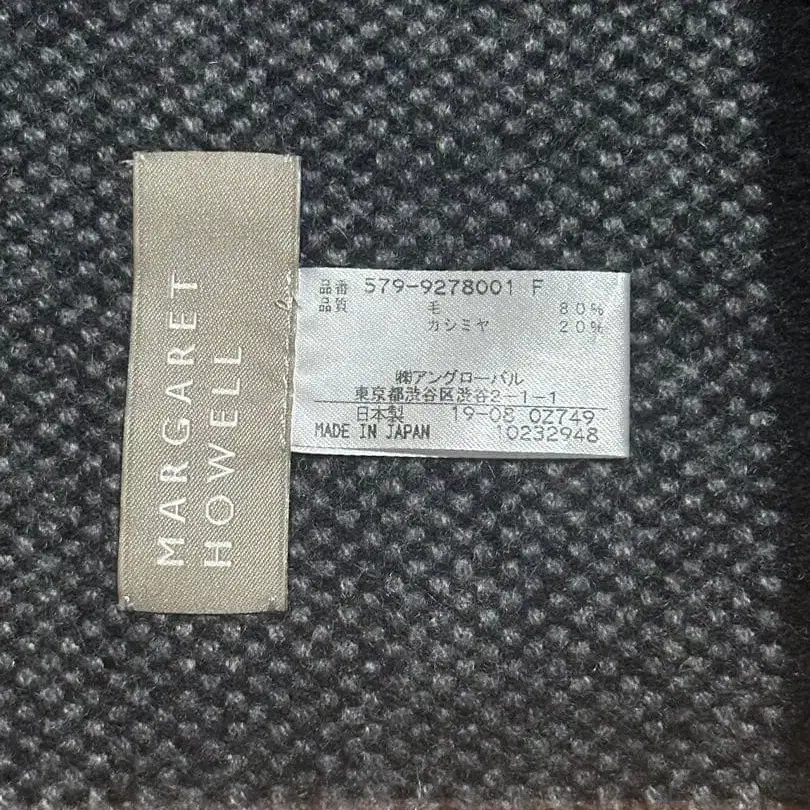 MARGARET
HOWELL
品番 579-9278001 F
品質 毛 80%
カシミヤ 20%
㈱アングローバル
東京都渋谷区渋谷2-1-1
日本製 19-08 0Z749
MADE IN JAPAN 10232948